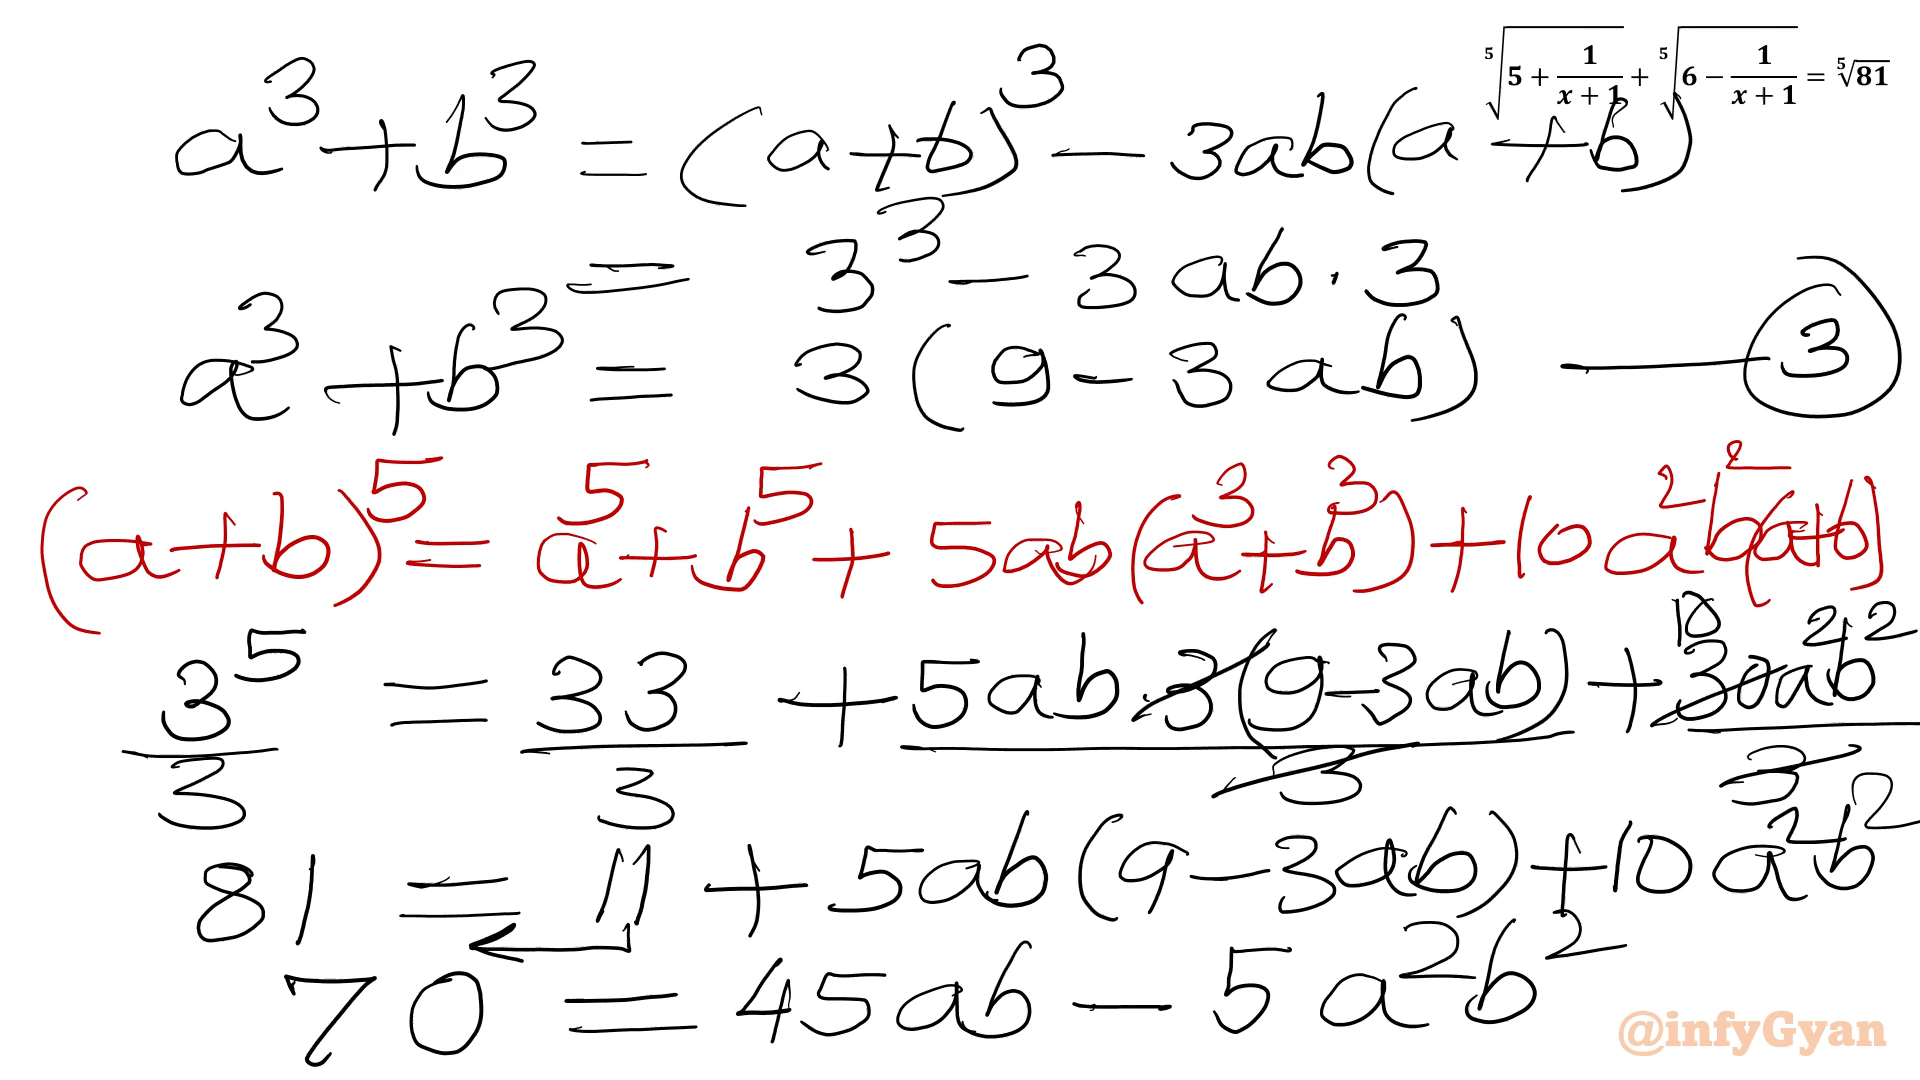 ⁵√(5 + 1/(x + 1)) + ⁵√(6 − 1/(x + 1)) = ⁵√81
a³ + b³ = (a+b)³ − 3ab(a + b)
= 3³ − 3ab · 3
a³ + b³ = 3(9 − 3ab) — ③
(a+b)⁵ = a⁵ + b⁵ + 5ab(a³ + b³) + 10a²b²(a+b)
3⁵/3 = 33/3 + 5ab·3(9−3ab)/3 + 30a²b²/3 10
81 = 11 + 5ab(9 − 3ab) + 10a²b²
70 = 45ab − 5a²b²
@infyGyan